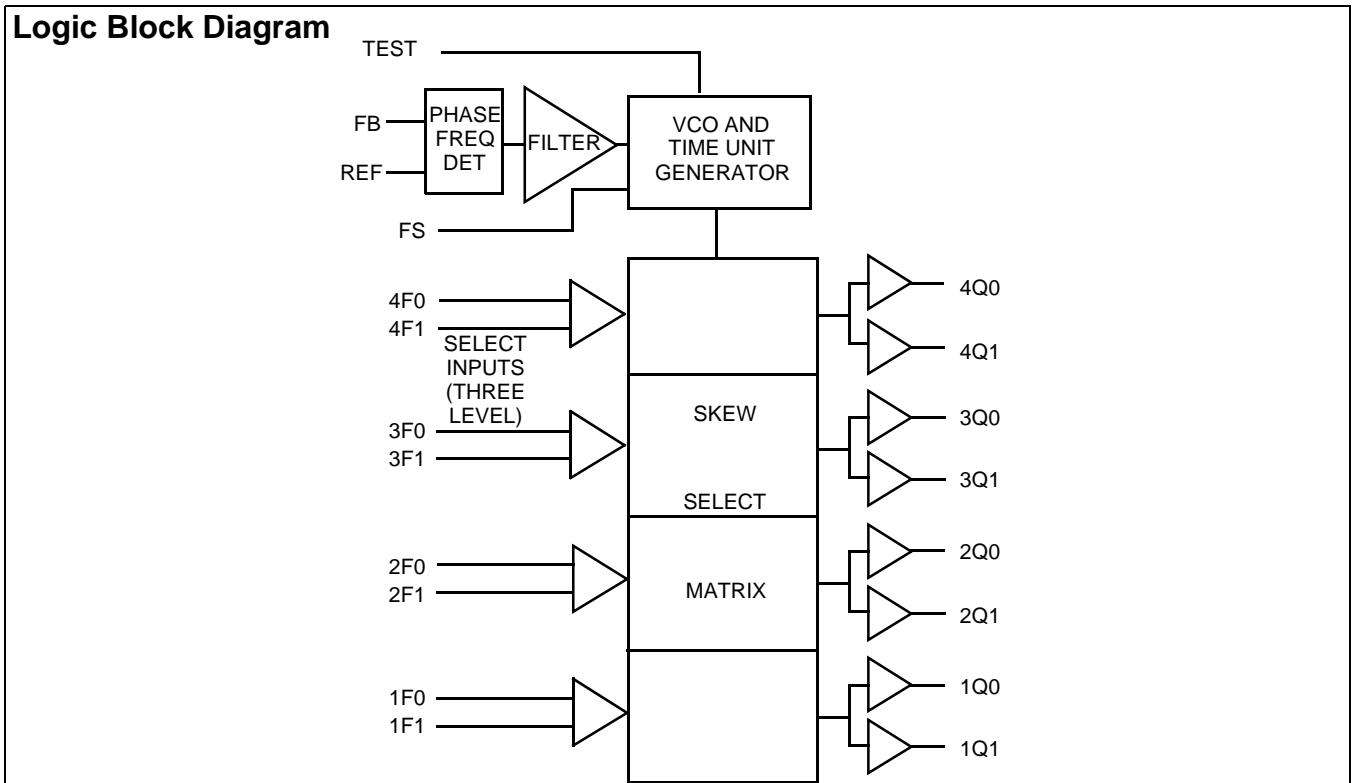 Logic Block Diagram
TEST
FB
REF
PHASE
FREQ
DET
FILTER
VCO AND
TIME UNIT
GENERATOR
FS
4F0
4F1
SELECT
INPUTS
(THREE
LEVEL)
3F0
3F1
2F0
2F1
1F0
1F1
SKEW
SELECT
MATRIX
4Q0
4Q1
3Q0
3Q1
2Q0
2Q1
1Q0
1Q1